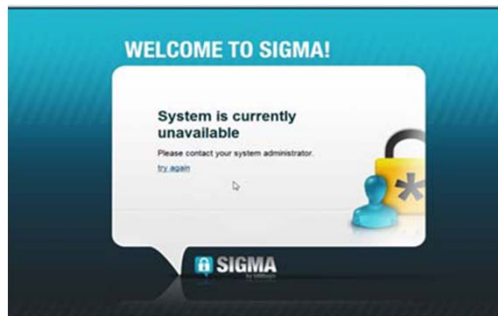 WELCOME TO SIGMA!
System is currently
unavailable
Please contact your system administrator.
try again
SIGMA